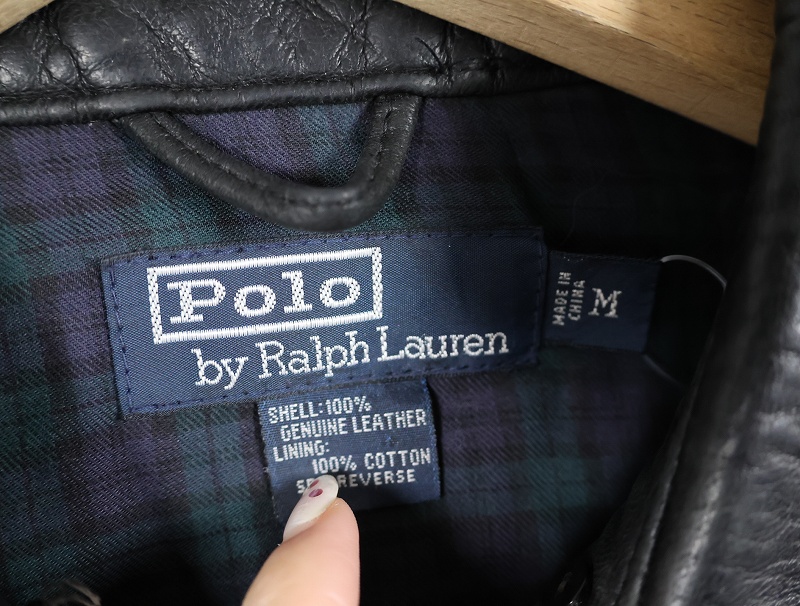 Polo
by Ralph Lauren
MADE IN
CHINA
M
SHELL:100%
GENUINE LEATHER
LINING:
100% COTTON
REVERSE